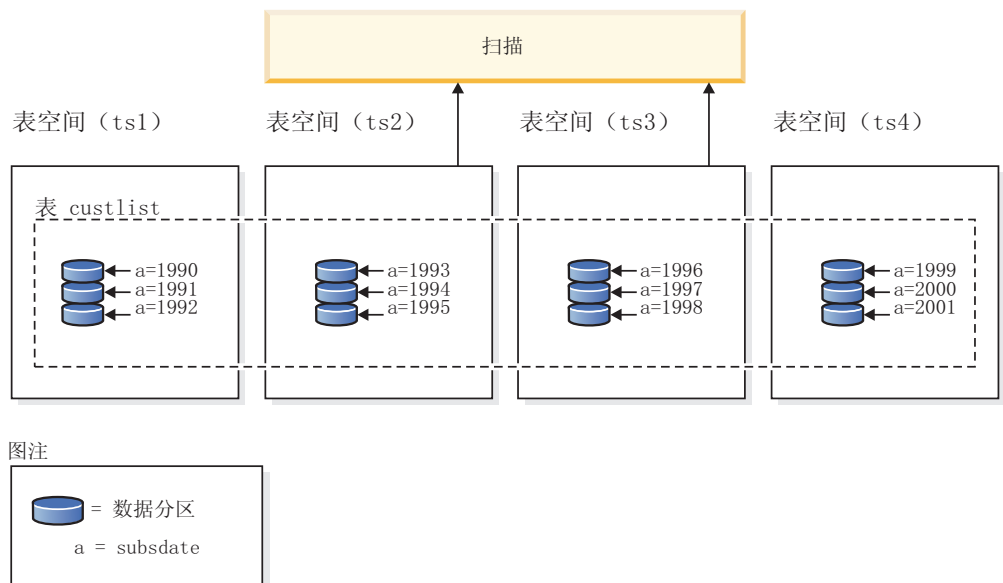 扫描
表空间（ts1）
表空间（ts2）
表空间（ts3）
表空间（ts4）
表 custlist
a=1990
a=1991
a=1992
a=1993
a=1994
a=1995
a=1996
a=1997
a=1998
a=1999
a=2000
a=2001
图注
= 数据分区
a = subsdate